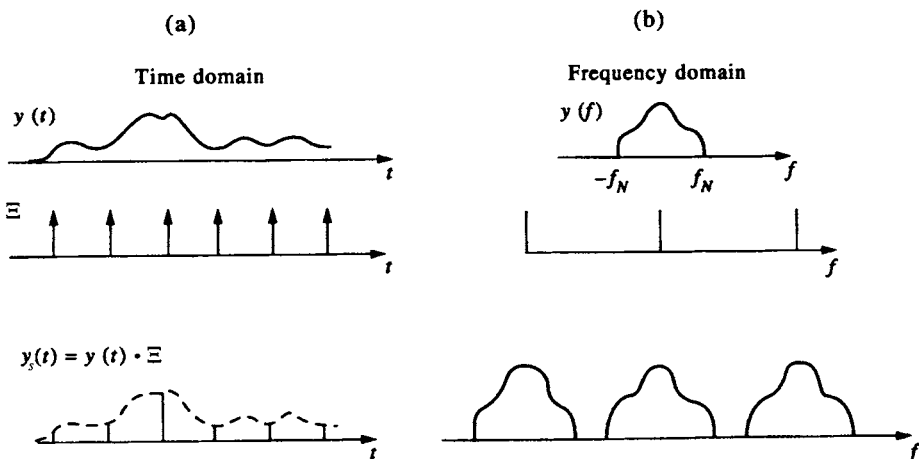 (a)
Time domain
y (t)
t
Ξ
t
y_s(t) = y (t) · Ξ
t
(b)
Frequency domain
y (f)
-f_N
f_N
f
f
f